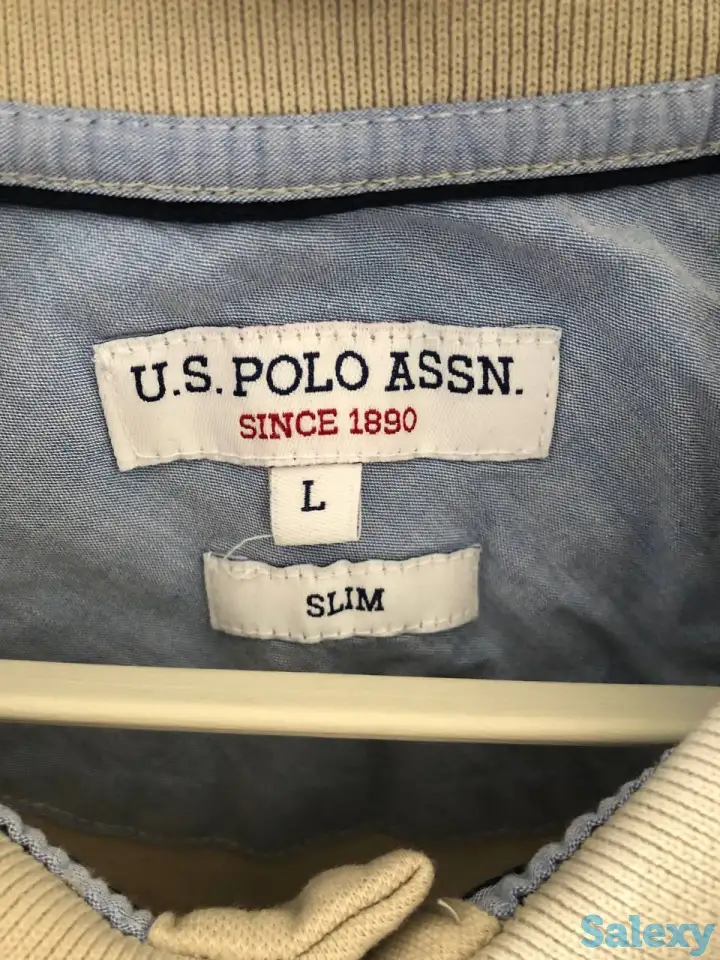 U.S. POLO ASSN.
SINCE 1890
L
SLIM
Salexy